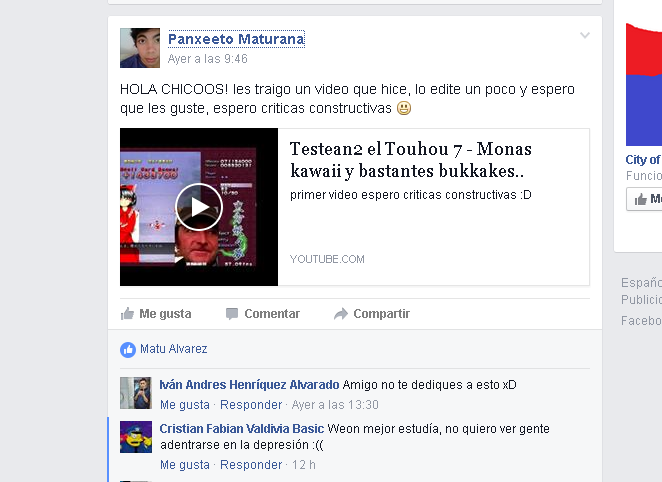 Panxeeto Maturana
Ayer a las 9:46
HOLA CHICOOS! les traigo un video que hice, lo edite un poco y espero
que les guste, espero criticas constructivas
Testean2 el Touhou 7 - Monas
kawaii y bastantes bukkakes..
primer video espero criticas constructivas :D
YOUTUBE.COM
Me gusta
Comentar
Compartir
Matu Alvarez
Iván Andres Henríquez Alvarado Amigo no te dediques a esto xD
Me gusta · Responder · Ayer a las 13:30
Cristian Fabian Valdivia Basic Weon mejor estudía, no quiero ver gente
adentrarse en la depresión :((
Me gusta · Responder · 12 h
City of
Funcio
M
Españo
Publicid
Facebo